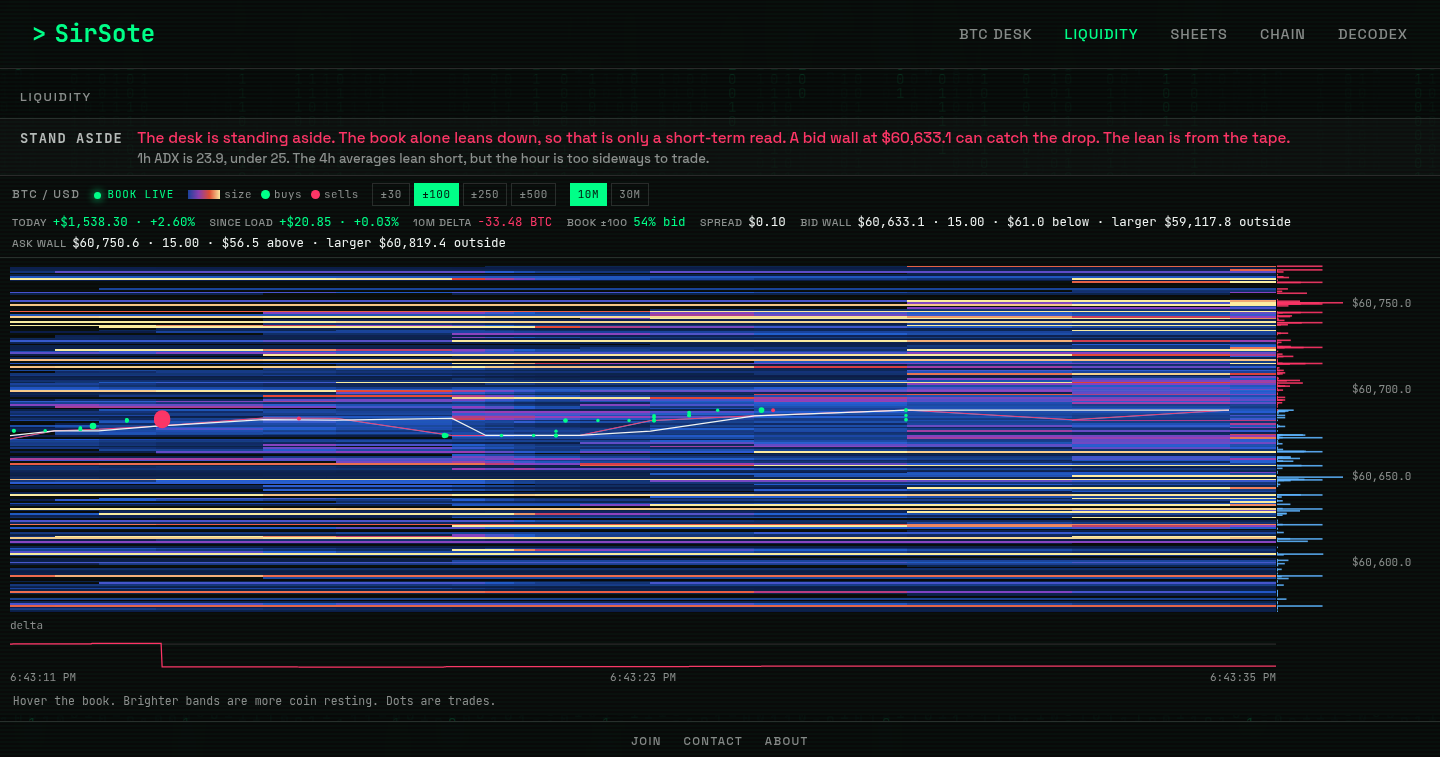 > SirSote
BTC DESK LIQUIDITY SHEETS CHAIN DECODEX
LIQUIDITY
STAND ASIDE The desk is standing aside. The book alone leans down, so that is only a short-term read. A bid wall at $60,633.1 can catch the drop. The lean is from the tape.
1h ADX is 23.9, under 25. The 4h averages lean short, but the hour is too sideways to trade.
BTC / USD BOOK LIVE size buys sells ±30 ±100 ±250 ±500 10M 30M
TODAY +$1,538.30 · +2.60% SINCE LOAD +$20.85 · +0.03% 10M DELTA -33.48 BTC BOOK ±100 54% bid SPREAD $0.10 BID WALL $60,633.1 · 15.00 · $61.0 below · larger $59,117.8 outside
ASK WALL $60,750.6 · 15.00 · $56.5 above · larger $60,819.4 outside
$60,750.0
$60,700.0
$60,650.0
$60,600.0
delta
6:43:11 PM 6:43:23 PM 6:43:35 PM
Hover the book. Brighter bands are more coin resting. Dots are trades.
JOIN CONTACT ABOUT